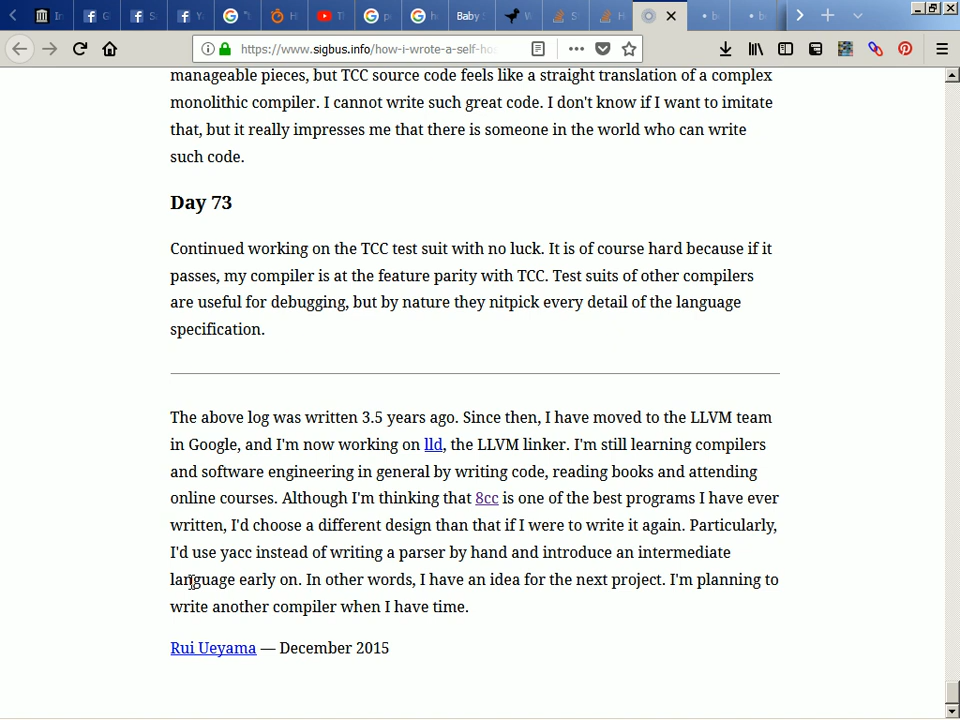 In
G
Sc
Y
"
H
T
p
h
Baby
W
S
H
b
b
https://www.sigbus.info/how-i-wrote-a-self-hos
manageable pieces, but TCC source code feels like a straight translation of a complex
monolithic compiler. I cannot write such great code. I don't know if I want to imitate
that, but it really impresses me that there is someone in the world who can write
such code.
Day 73
Continued working on the TCC test suit with no luck. It is of course hard because if it
passes, my compiler is at the feature parity with TCC. Test suits of other compilers
are useful for debugging, but by nature they nitpick every detail of the language
specification.
The above log was written 3.5 years ago. Since then, I have moved to the LLVM team
in Google, and I'm now working on lld, the LLVM linker. I'm still learning compilers
and software engineering in general by writing code, reading books and attending
online courses. Although I'm thinking that 8cc is one of the best programs I have ever
written, I'd choose a different design than that if I were to write it again. Particularly,
I'd use yacc instead of writing a parser by hand and introduce an intermediate
language early on. In other words, I have an idea for the next project. I'm planning to
write another compiler when I have time.
Rui Ueyama — December 2015